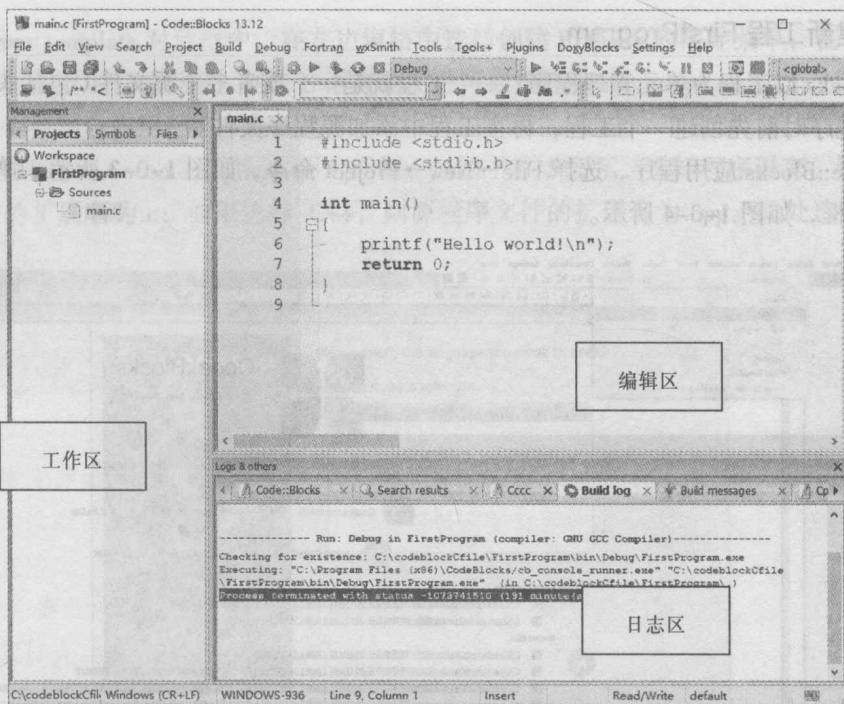 main.c [FirstProgram] - Code::Blocks 13.12
File Edit View Search Project Build Debug Fortran wxSmith Tools Tools+ Plugins DoxyBlocks Settings Help
Debug <global>
Management
Projects Symbols Files
main.c
Workspace
FirstProgram
Sources
main.c
1 #include <stdio.h>
2 #include <stdlib.h>
3
4 int main()
5 {
6 printf("Hello world!\n");
7 return 0;
8 }
9
编辑区
工作区
Logs & others
Code::Blocks Search results Cccc Build log Build messages Cp
-------------- Run: Debug in FirstProgram (compiler: GNU GCC Compiler)---------------
Checking for existence: C:\codeblockCfile\FirstProgram\bin\Debug\FirstProgram.exe
Executing: "C:\Program Files (x86)\CodeBlocks/cb_console_runner.exe" "C:\codeblockCfile
\FirstProgram\bin\Debug\FirstProgram.exe" (in C:\codeblockCfile\FirstProgram\.)
Process terminated with status -1073741510 (191 minute(s
日志区
C:\codeblockCfil Windows (CR+LF) WINDOWS-936 Line 9, Column 1 Insert Read/Write default